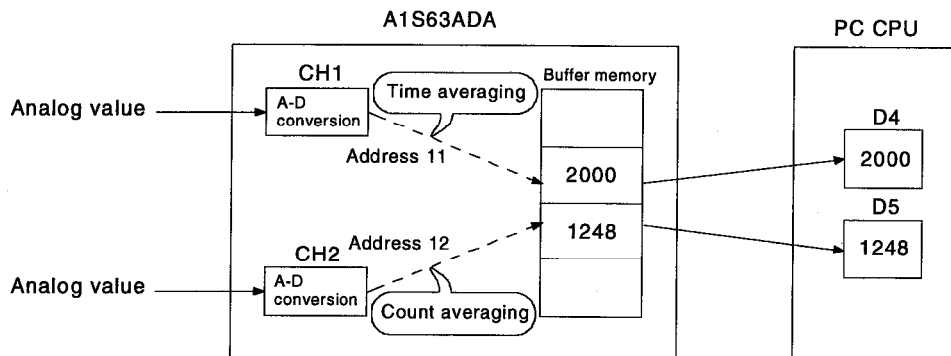 A1S63ADA
PC CPU
CH1
Buffer memory
Analog value
A-D
conversion
Time averaging
Address 11
2000
D4
2000
1248
D5
1248
Address 12
CH2
Analog value
A-D
conversion
Count averaging